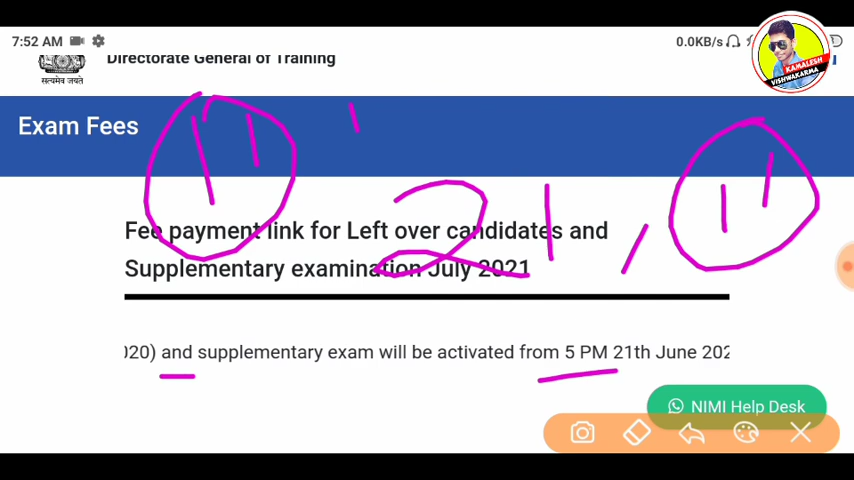 7:52 AM
0.0KB/s
KAMALESH
VISHWAKARMA
Directorate General of Training
सत्यमेव जयते
Exam Fees
21
Fee payment link for Left over candidates and
Supplementary examination July 2021
020) and supplementary exam will be activated from 5 PM 21th June 202
NIMI Help Desk